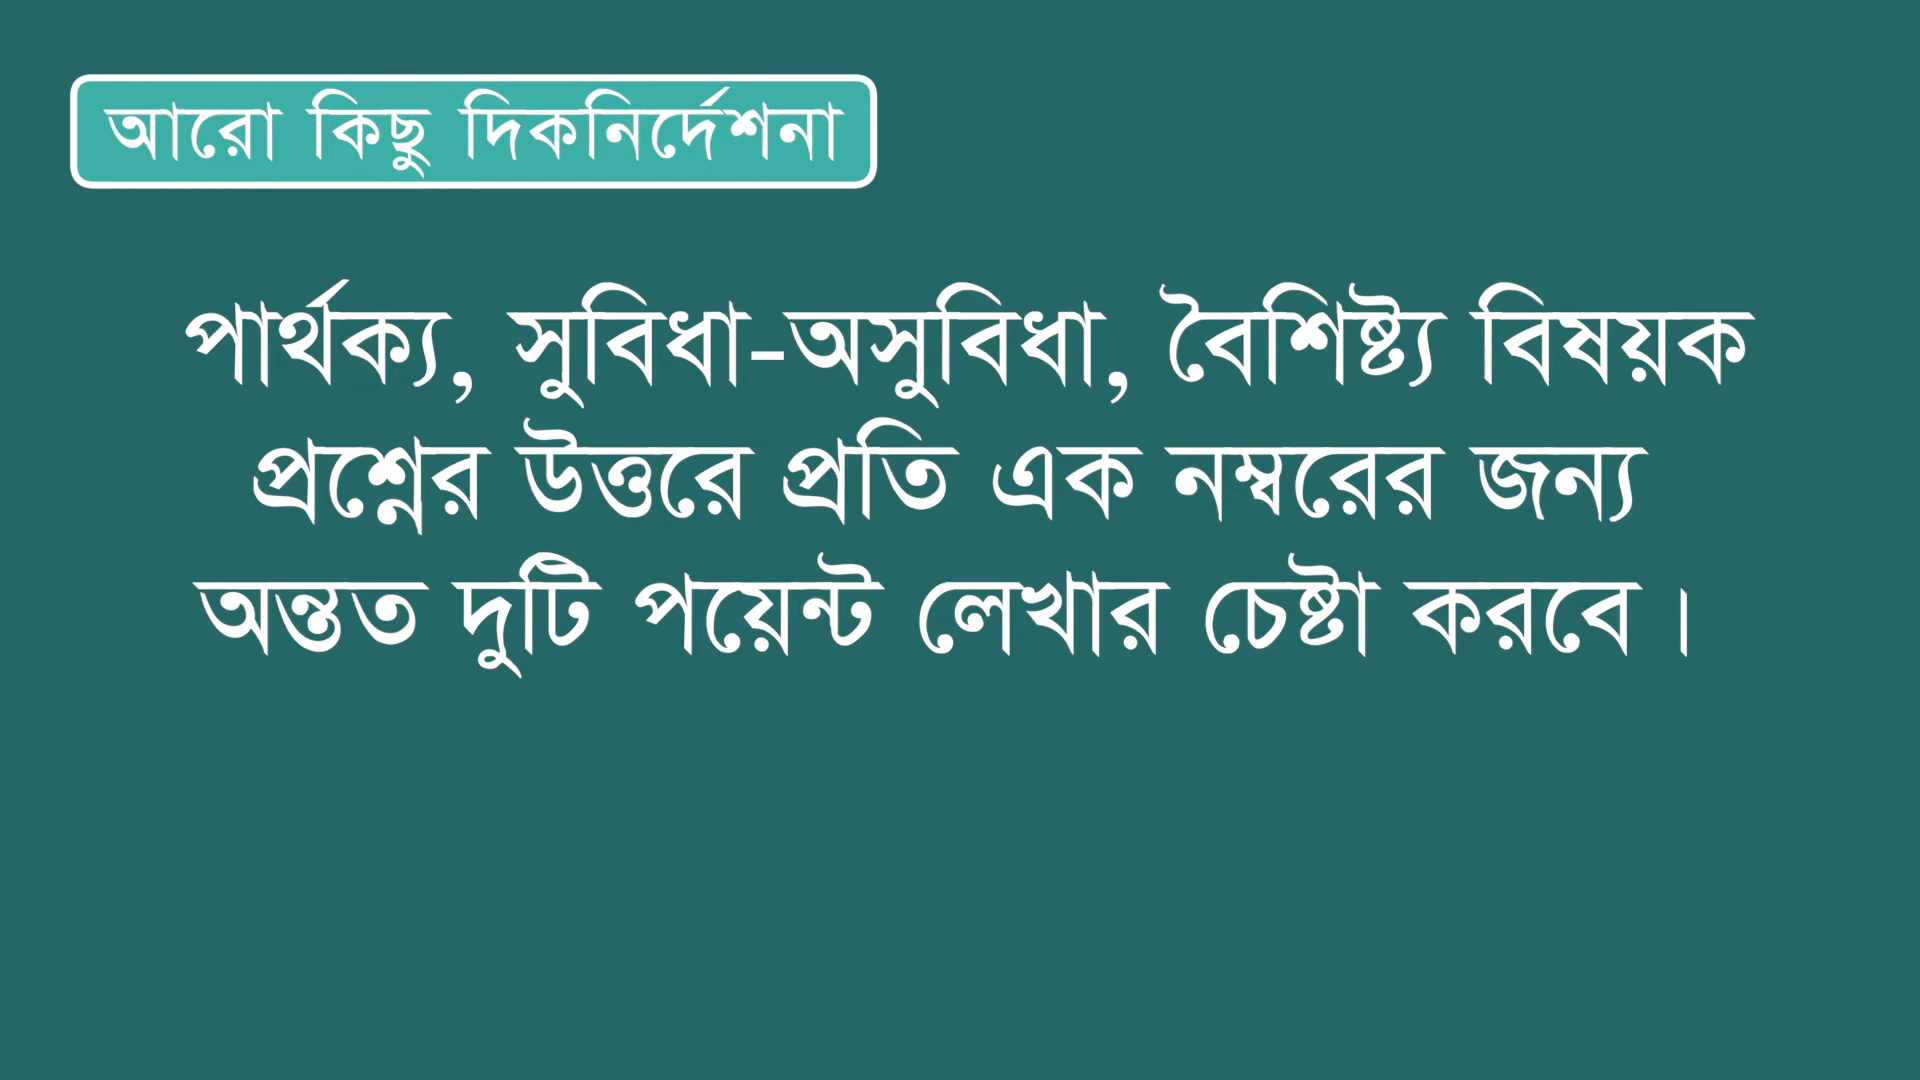 আরো কিছু দিকনির্দেশনা
পার্থক্য, সুবিধা-অসুবিধা, বৈশিষ্ট্য বিষয়ক
প্রশ্নের উত্তরে প্রতি এক নম্বরের জন্য
অন্তত দুটি পয়েন্ট লেখার চেষ্টা করবে।